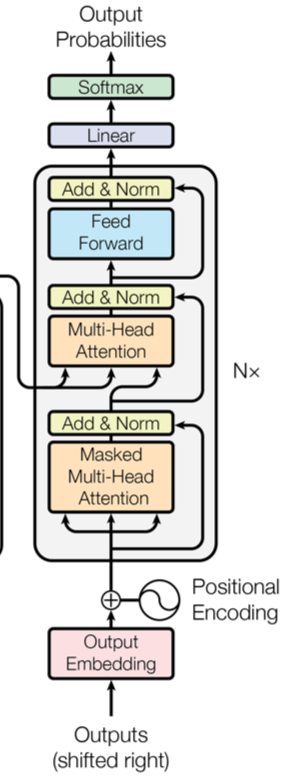 Output
Probabilities
Softmax
Linear
Add & Norm
Feed
Forward
Add & Norm
Multi-Head
Attention
N×
Add & Norm
Masked
Multi-Head
Attention
Positional
Encoding
Output
Embedding
Outputs
(shifted right)